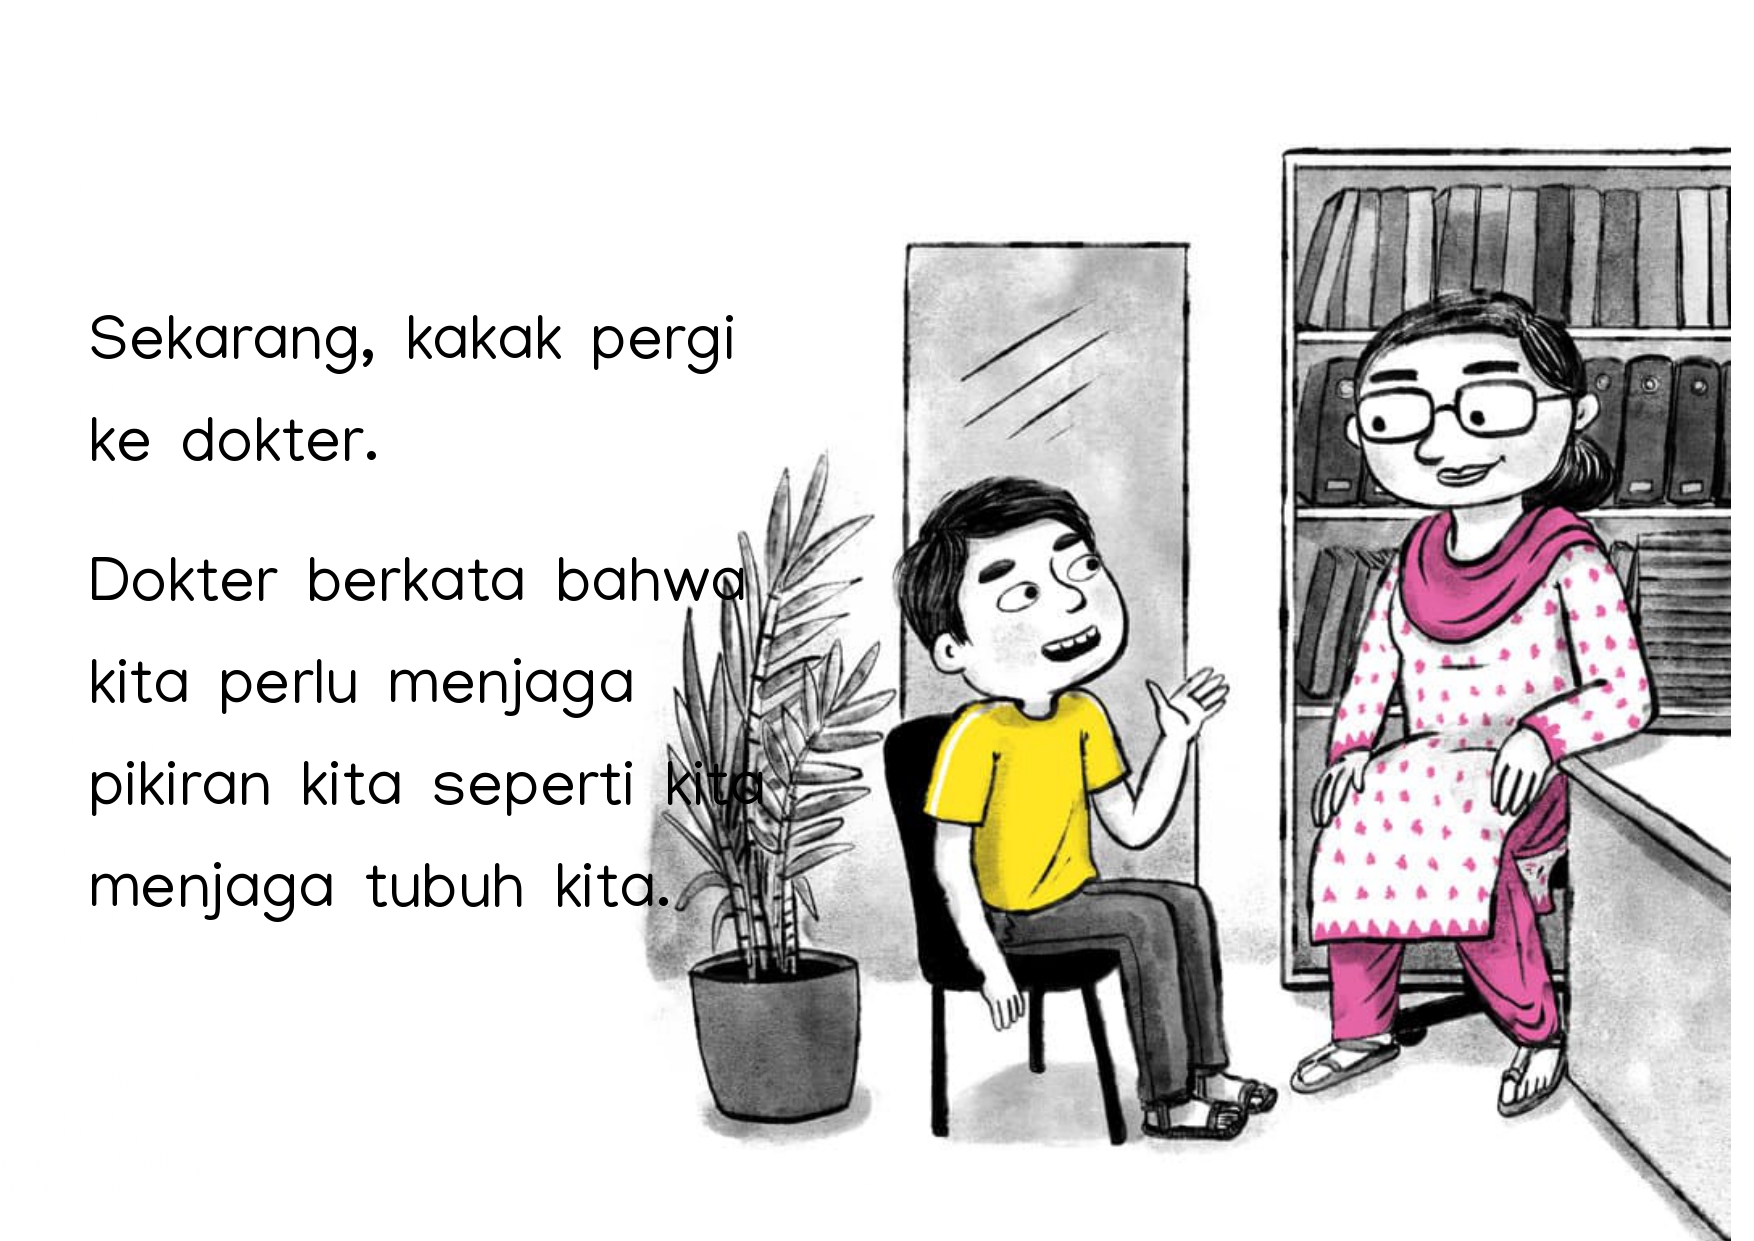 Sekarang, kakak pergi
ke dokter.
Dokter berkata bahwa
kita perlu menjaga
pikiran kita seperti kita
menjaga tubuh kita.